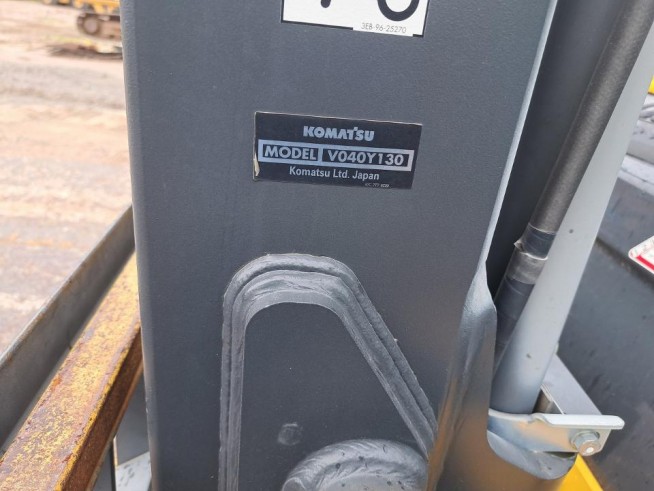 3EB-96-25270
KOMATSU
MODEL V040Y130
Komatsu Ltd. Japan